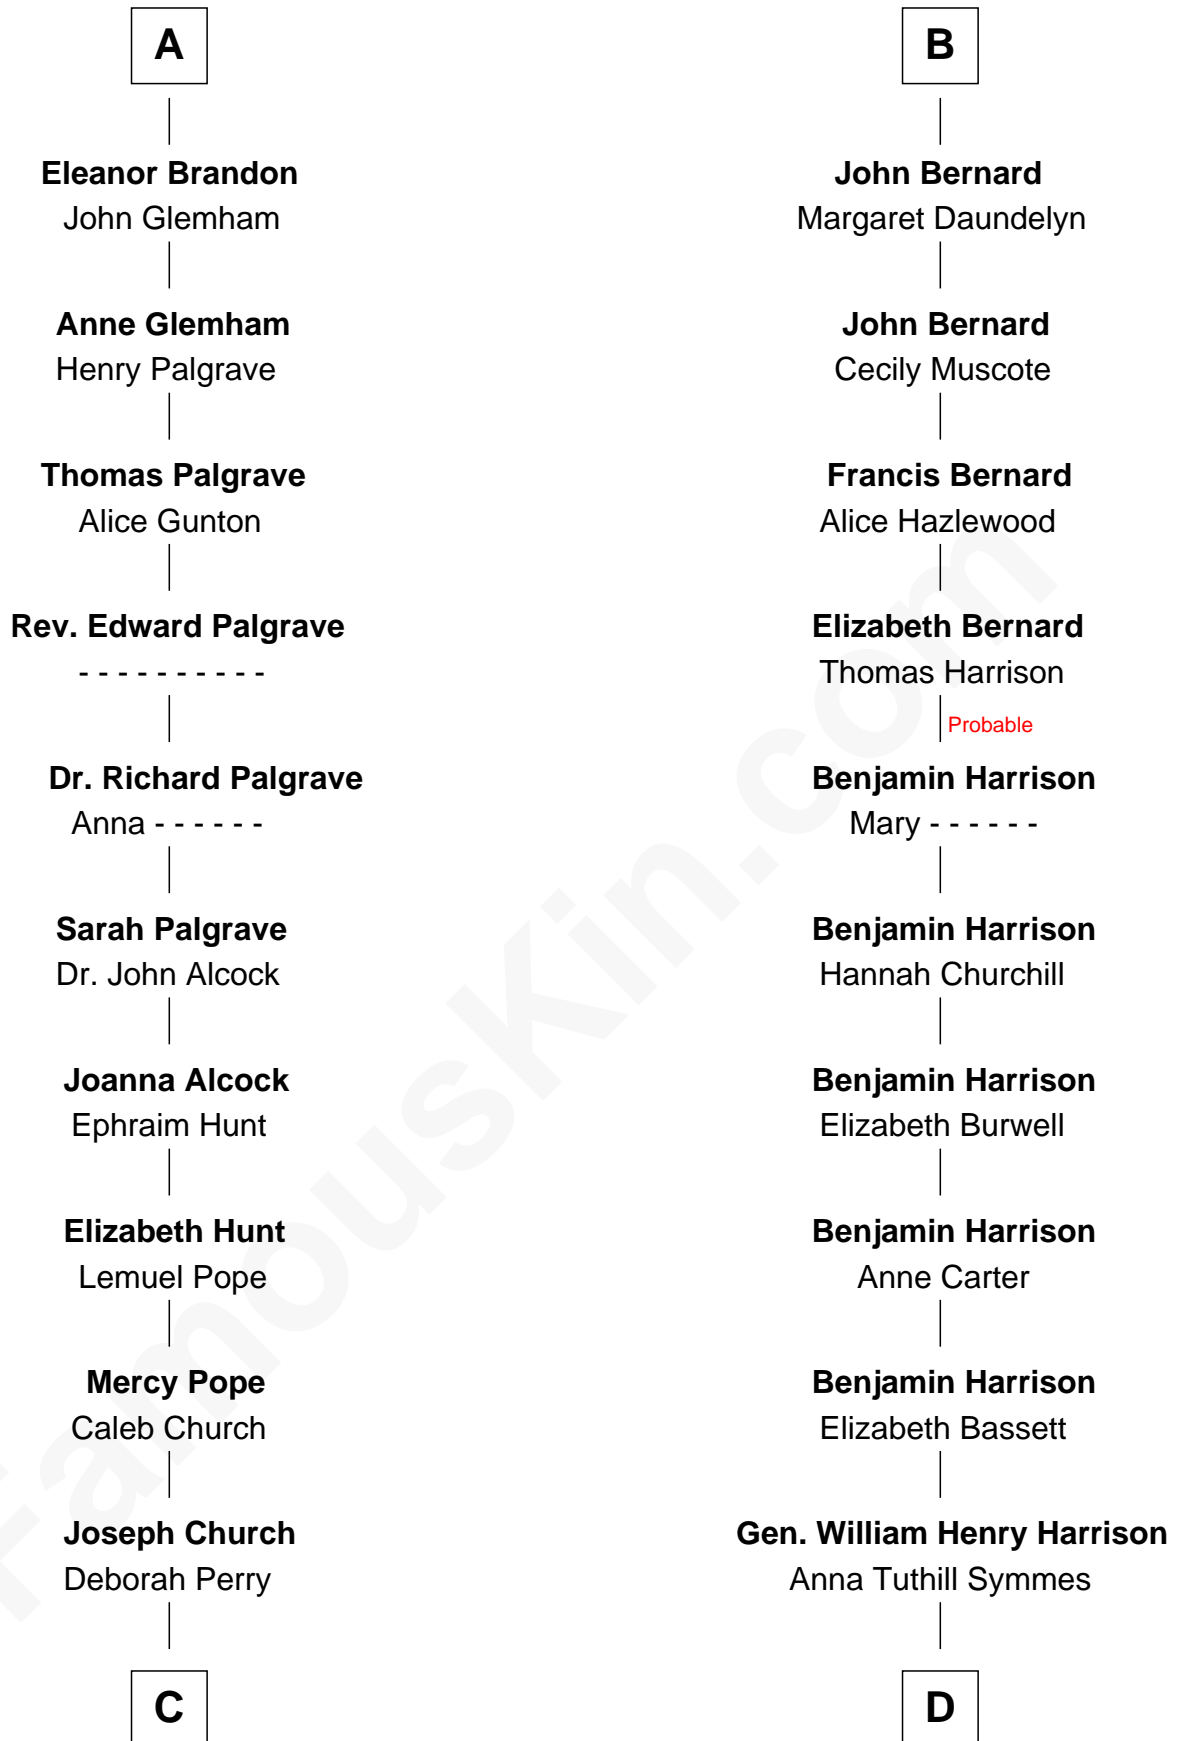 A
Eleanor Brandon
John Glemham
Anne Glemham
Henry Palgrave
Thomas Palgrave
Alice Gunton
Rev. Edward Palgrave
- - - - - - - - - -
Dr. Richard Palgrave
Anna - - - - - -
Sarah Palgrave
Dr. John Alcock
Joanna Alcock
Ephraim Hunt
Elizabeth Hunt
Lemuel Pope
Mercy Pope
Caleb Church
Joseph Church
Deborah Perry
C
B
John Bernard
Margaret Daundelyn
John Bernard
Cecily Muscote
Francis Bernard
Alice Hazlewood
Elizabeth Bernard
Thomas Harrison
Probable
Benjamin Harrison
Mary - - - - - -
Benjamin Harrison
Hannah Churchill
Benjamin Harrison
Elizabeth Burwell
Benjamin Harrison
Anne Carter
Benjamin Harrison
Elizabeth Bassett
Gen. William Henry Harrison
Anna Tuthill Symmes
D
FamousKin.com